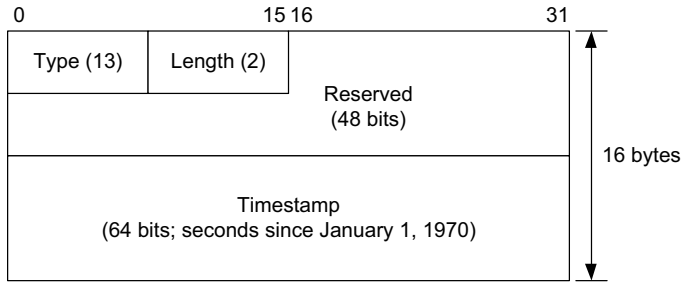 0 15 16 31
Type (13) Length (2)
Reserved
(48 bits)
16 bytes
Timestamp
(64 bits; seconds since January 1, 1970)